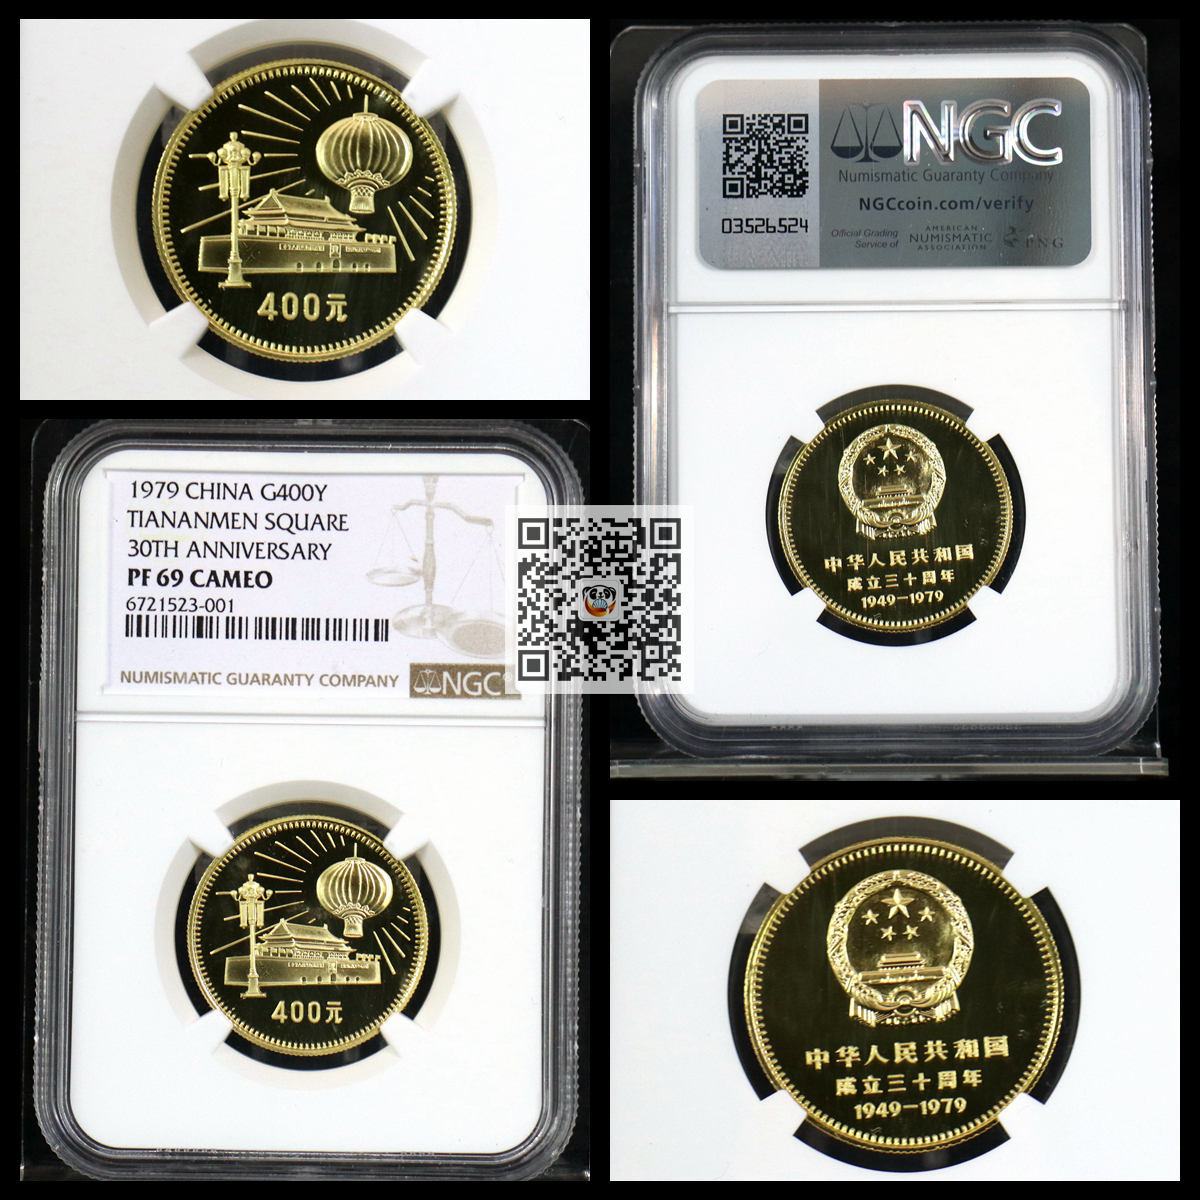 400元
NGC
Numismatic Guaranty Company
NGCcoin.com/verify
03526524
Official Grading
Service of
AMERICAN
NUMISMATIC
ASSOCIATION
PNG
中华人民共和国
成立三十周年
1949-1979
1979 CHINA G400Y
TIANANMEN SQUARE
30TH ANNIVERSARY
PF 69 CAMEO
6721523-001
NUMISMATIC GUARANTY COMPANY
NGC
400元
中华人民共和国
成立三十周年
1949-1979